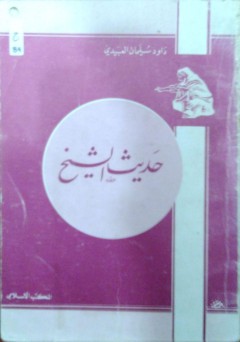 داود سليمان العبيدي
حديث الشيخ
المكتب الإسلامي